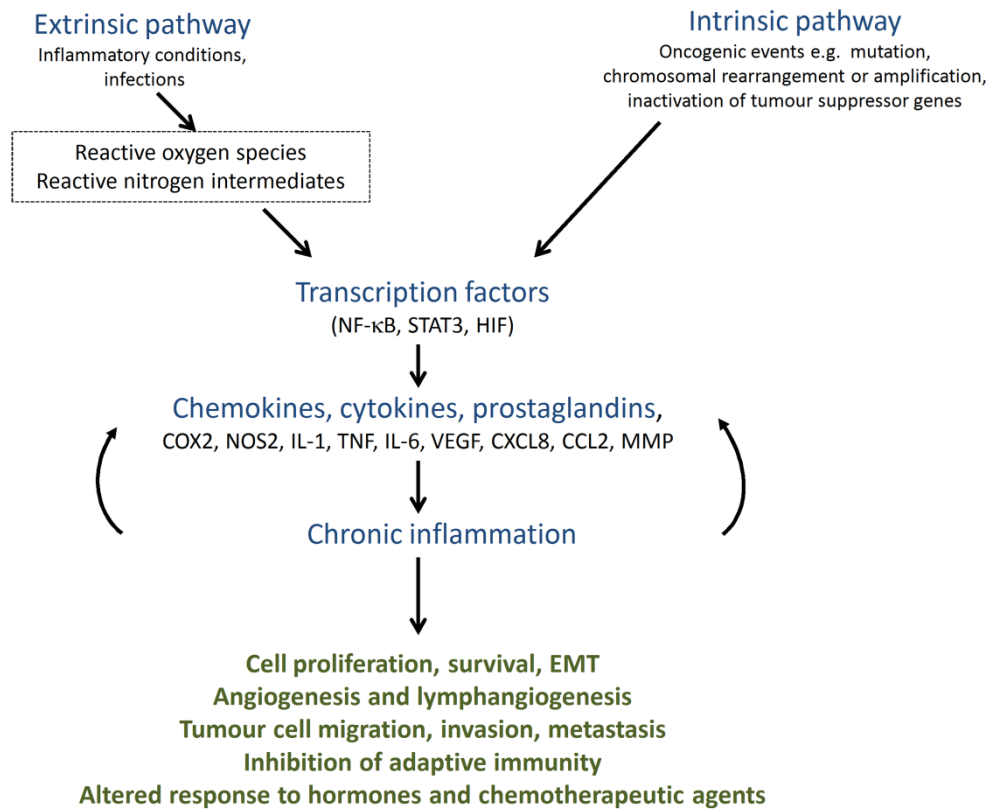 Extrinsic pathway
Inflammatory conditions,
infections
Intrinsic pathway
Oncogenic events e.g. mutation,
chromosomal rearrangement or amplification,
inactivation of tumour suppressor genes
Reactive oxygen species
Reactive nitrogen intermediates
Transcription factors
(NF-κB, STAT3, HIF)
Chemokines, cytokines, prostaglandins,
COX2, NOS2, IL-1, TNF, IL-6, VEGF, CXCL8, CCL2, MMP
Chronic inflammation
Cell proliferation, survival, EMT
Angiogenesis and lymphangiogenesis
Tumour cell migration, invasion, metastasis
Inhibition of adaptive immunity
Altered response to hormones and chemotherapeutic agents